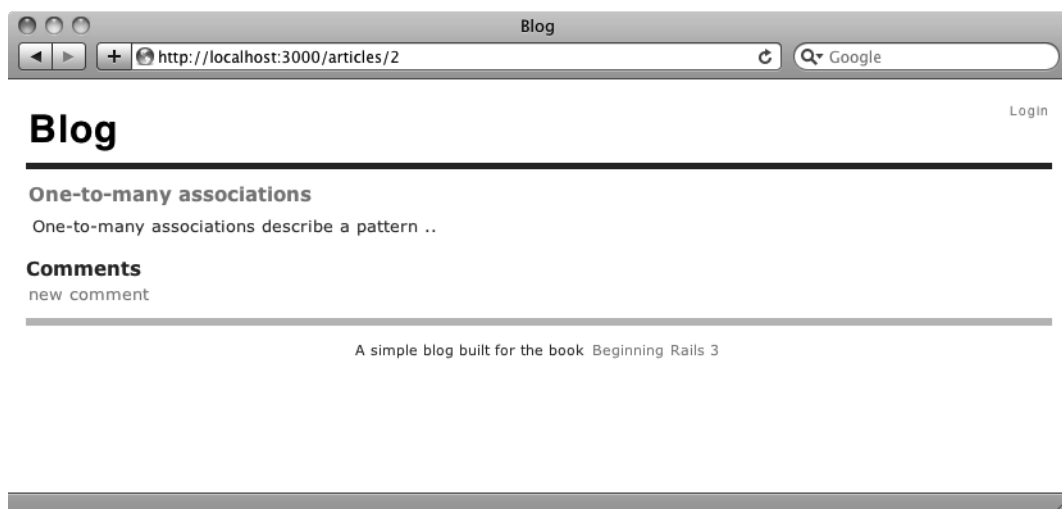 Blog
http://localhost:3000/articles/2
Google
Login
Blog
One-to-many associations
One-to-many associations describe a pattern ..
Comments
new comment
A simple blog built for the book Beginning Rails 3